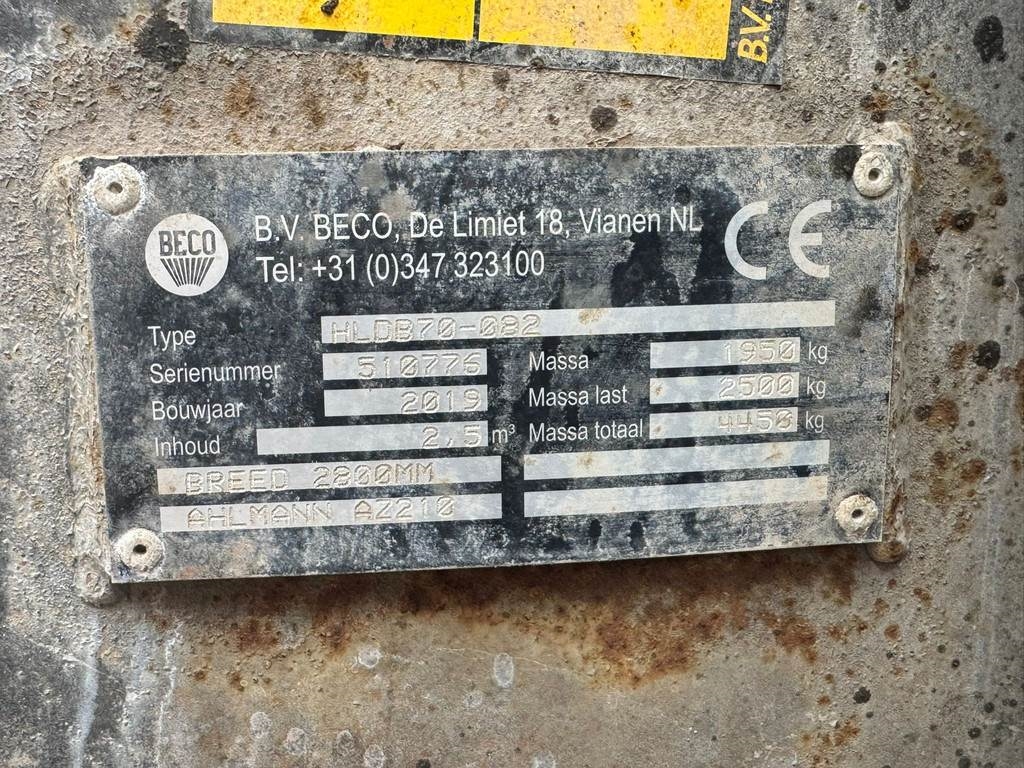 B.V.
BECO
B.V. BECO, De Limiet 18, Vianen NL
Tel: +31 (0)347 323100
CE
Type HLDB70-082
Serienummer 510776 Massa 1950 kg
Bouwjaar 2019 Massa last 2500 kg
Inhoud 2,5 m³ Massa totaal 4450 kg
BREED 2800MM
AHLMANN AZ210